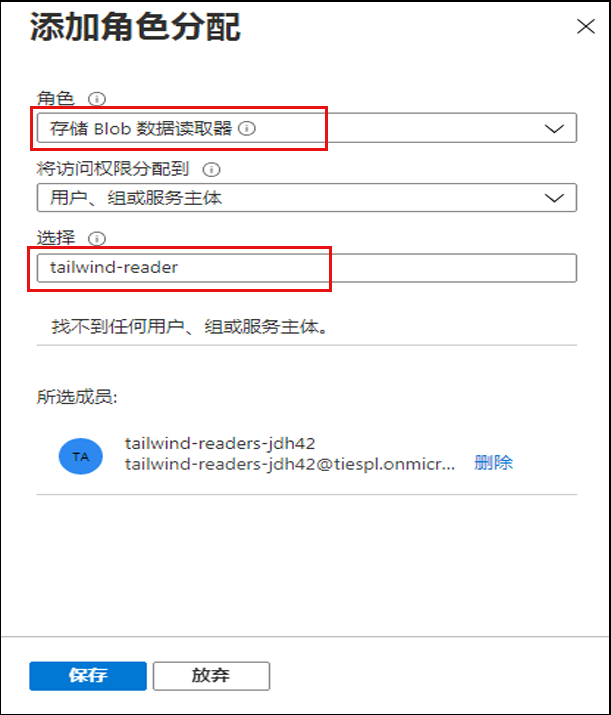 添加角色分配
角色
存储 Blob 数据读取器
将访问权限分配到
用户、组或服务主体
选择
tailwind-reader
找不到任何用户、组或服务主体。
所选成员:
TA
tailwind-readers-jdh42
tailwind-readers-jdh42@tiespl.onmicr...
删除
保存
放弃